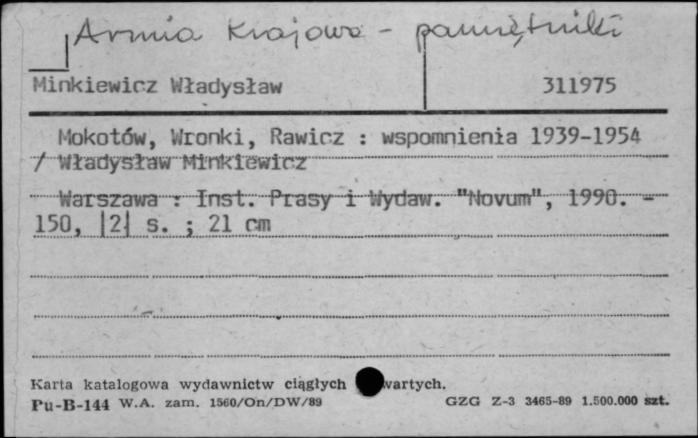 Armia Krajowa - pamiętniki
Minkiewicz Władysław 311975
Mokotów, Wronki, Rawicz : wspomnienia 1939-1954
/ Władysław Minkiewicz
Warszawa : Inst. Prasy i Wydaw. "Novum", 1990. -
150, |2| s. ; 21 cm
Karta katalogowa wydawnictw ciągłych wartych.
Pu-B-144 W.A. zam. 1560/On/DW/89 GZG Z-3 3465-89 1.500.000 szt.